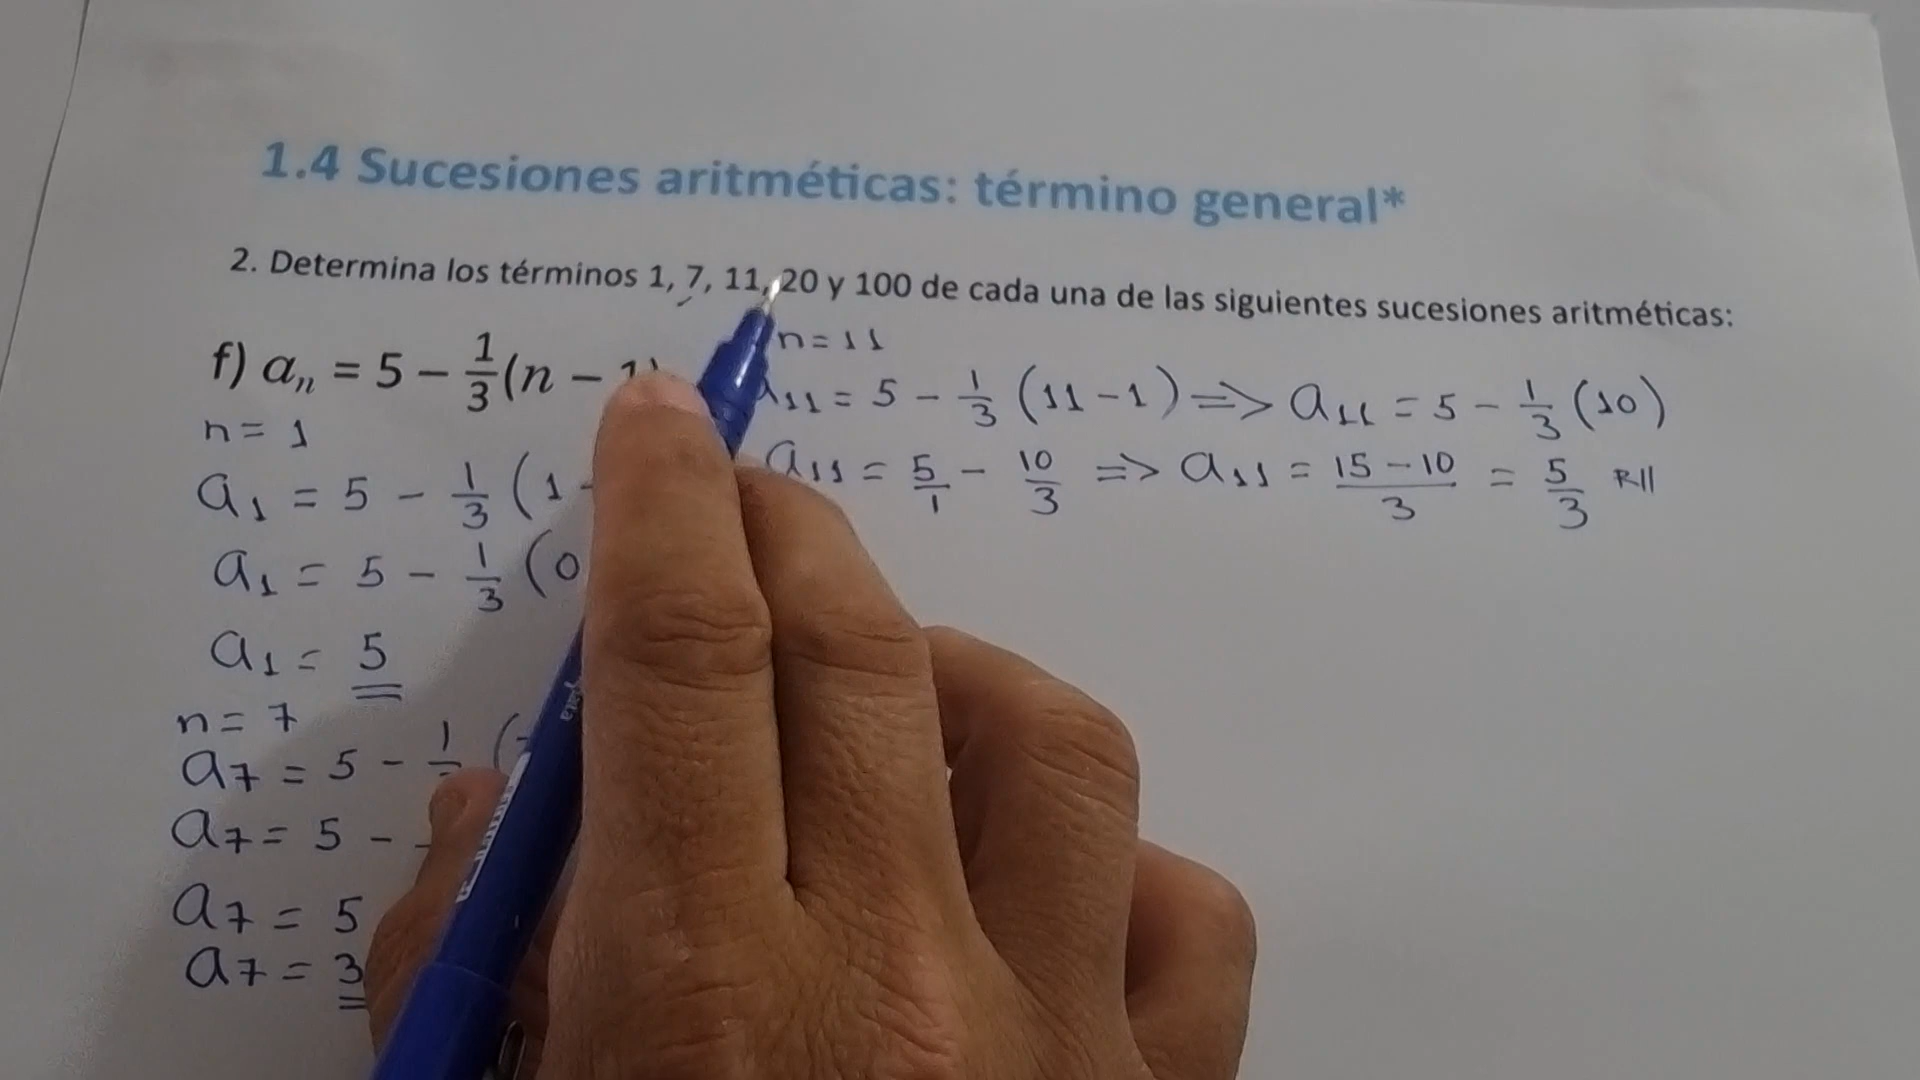 1.4 Sucesiones aritméticas: término general*
2. Determina los términos 1, 7, 11, 20 y 100 de cada una de las siguientes sucesiones aritméticas:
f) aₙ = 5 − 1/3 (n − 1)
n = 1
a₁ = 5 − 1/3 (1 -
a₁ = 5 − 1/3 (0
a₁ = 5
n = 7
a₇ = 5 − 1
a₇ = 5 −
a₇ = 5
a₇ = 3
n = 11
a₁₁ = 5 − 1/3 (11 − 1) => a₁₁ = 5 − 1/3 (10)
a₁₁ = 5/1 − 10/3 => a₁₁ = (15 − 10)/3 = 5/3 R//